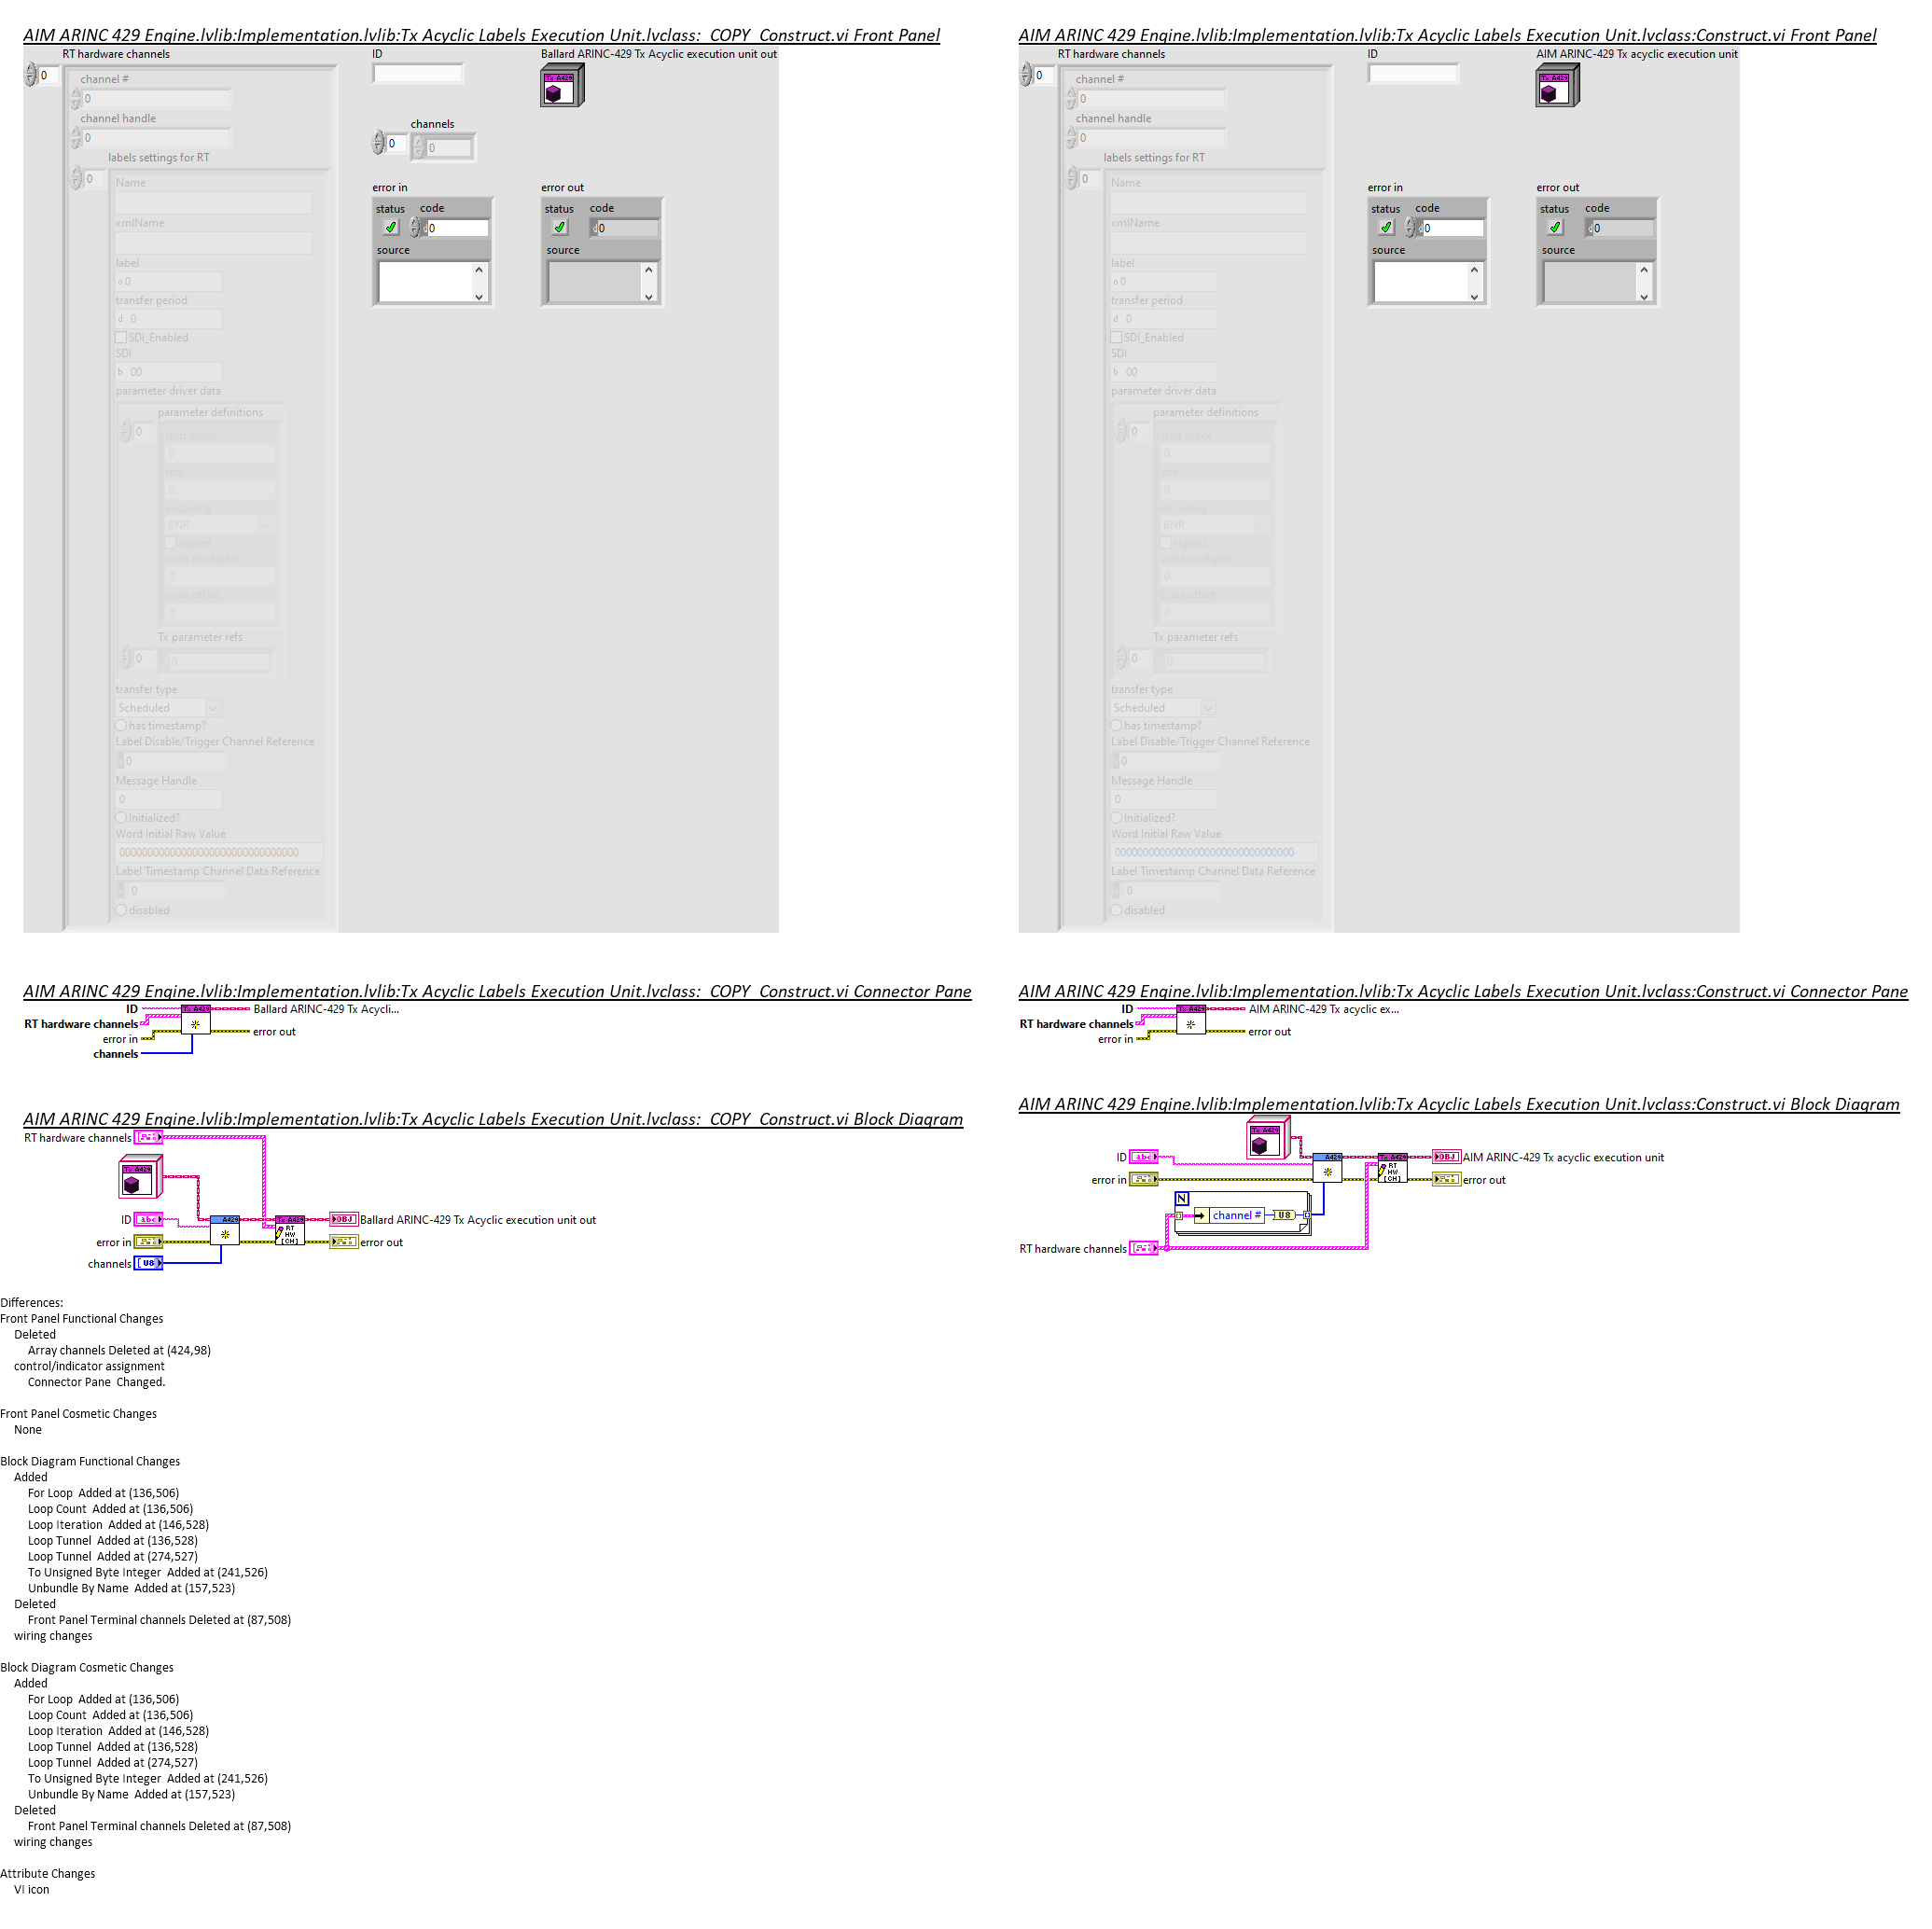 AIM ARINC 429 Engine.lvlib:Implementation.lvlib:Tx Acyclic Labels Execution Unit.lvclass:_COPY_Construct.vi Front Panel
RT hardware channels
ID
Ballard ARINC-429 Tx Acyclic execution unit out
0
channel #
Tx A429
0
channel handle
channels
0
0
0
labels settings for RT
0
Name
error in
error out
status
code
status
code
xmlName
d0
d0
source
source
label
o 0
transfer period
d 0
SDI_Enabled
SDI
b 00
parameter driver data
parameter definitions
0
start index
0
size
0
encoding
BNR
signed
scale multiplier
0
scale offset
0
Tx parameter refs
0
0
transfer type
Scheduled
has timestamp?
Label Disable/Trigger Channel Reference
0
Message Handle
0
Initialized?
Word Initial Raw Value
00000000000000000000000000000000
Label Timestamp Channel Data Reference
0
disabled
AIM ARINC 429 Engine.lvlib:Implementation.lvlib:Tx Acyclic Labels Execution Unit.lvclass:Construct.vi Front Panel
RT hardware channels
ID
AIM ARINC-429 Tx acyclic execution unit
0
channel #
Tx A429
0
channel handle
0
labels settings for RT
0
Name
error in
error out
status
code
status
code
xmlName
d0
d0
source
source
label
o 0
transfer period
d 0
SDI_Enabled
SDI
b 00
parameter driver data
parameter definitions
0
start index
0
size
0
encoding
BNR
signed
scale multiplier
0
scale offset
0
Tx parameter refs
0
0
transfer type
Scheduled
has timestamp?
Label Disable/Trigger Channel Reference
0
Message Handle
0
Initialized?
Word Initial Raw Value
00000000000000000000000000000000
Label Timestamp Channel Data Reference
0
disabled
AIM ARINC 429 Engine.lvlib:Implementation.lvlib:Tx Acyclic Labels Execution Unit.lvclass:_COPY_Construct.vi Connector Pane
ID
Tx A429
Ballard ARINC-429 Tx Acycli...
RT hardware channels
error in
error out
channels
AIM ARINC 429 Engine.lvlib:Implementation.lvlib:Tx Acyclic Labels Execution Unit.lvclass:Construct.vi Connector Pane
ID
Tx A429
AIM ARINC-429 Tx acyclic ex...
RT hardware channels
error in
error out
AIM ARINC 429 Engine.lvlib:Implementation.lvlib:Tx Acyclic Labels Execution Unit.lvclass:_COPY_Construct.vi Block Diagram
RT hardware channels
Tx A429
ID
abc
A429
Tx A429
RT
HW
[CH]
OBJ
Ballard ARINC-429 Tx Acyclic execution unit out
error in
error out
channels
U8
AIM ARINC 429 Engine.lvlib:Implementation.lvlib:Tx Acyclic Labels Execution Unit.lvclass:Construct.vi Block Diagram
Tx A429
ID
abc
A429
Tx A429
RT
HW
[CH]
OBJ
AIM ARINC-429 Tx acyclic execution unit
error in
error out
N
channel #
U8
RT hardware channels
Differences:
Front Panel Functional Changes
Deleted
Array channels Deleted at (424,98)
control/indicator assignment
Connector Pane  Changed.
Front Panel Cosmetic Changes
None
Block Diagram Functional Changes
Added
For Loop  Added at (136,506)
Loop Count  Added at (136,506)
Loop Iteration  Added at (146,528)
Loop Tunnel  Added at (136,528)
Loop Tunnel  Added at (274,527)
To Unsigned Byte Integer  Added at (241,526)
Unbundle By Name  Added at (157,523)
Deleted
Front Panel Terminal channels Deleted at (87,508)
wiring changes
Block Diagram Cosmetic Changes
Added
For Loop  Added at (136,506)
Loop Count  Added at (136,506)
Loop Iteration  Added at (146,528)
Loop Tunnel  Added at (136,528)
Loop Tunnel  Added at (274,527)
To Unsigned Byte Integer  Added at (241,526)
Unbundle By Name  Added at (157,523)
Deleted
Front Panel Terminal channels Deleted at (87,508)
wiring changes
Attribute Changes
VI icon